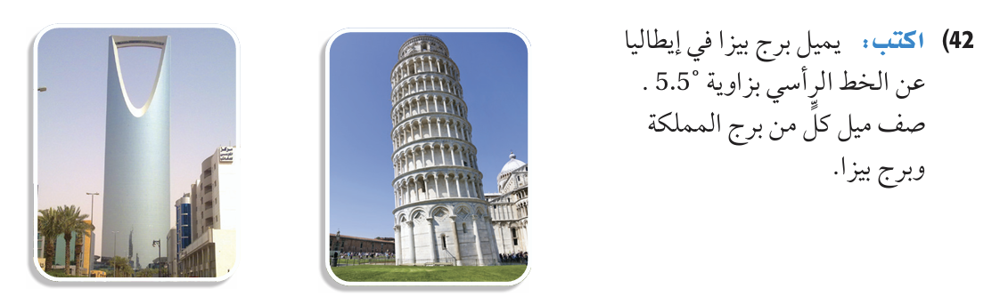 42) اكتب: يميل برج بيزا في إيطاليا
عن الخط الرأسي بزاوية 5.5° .
صف ميل كلٍّ من برج المملكة
وبرج بيزا.